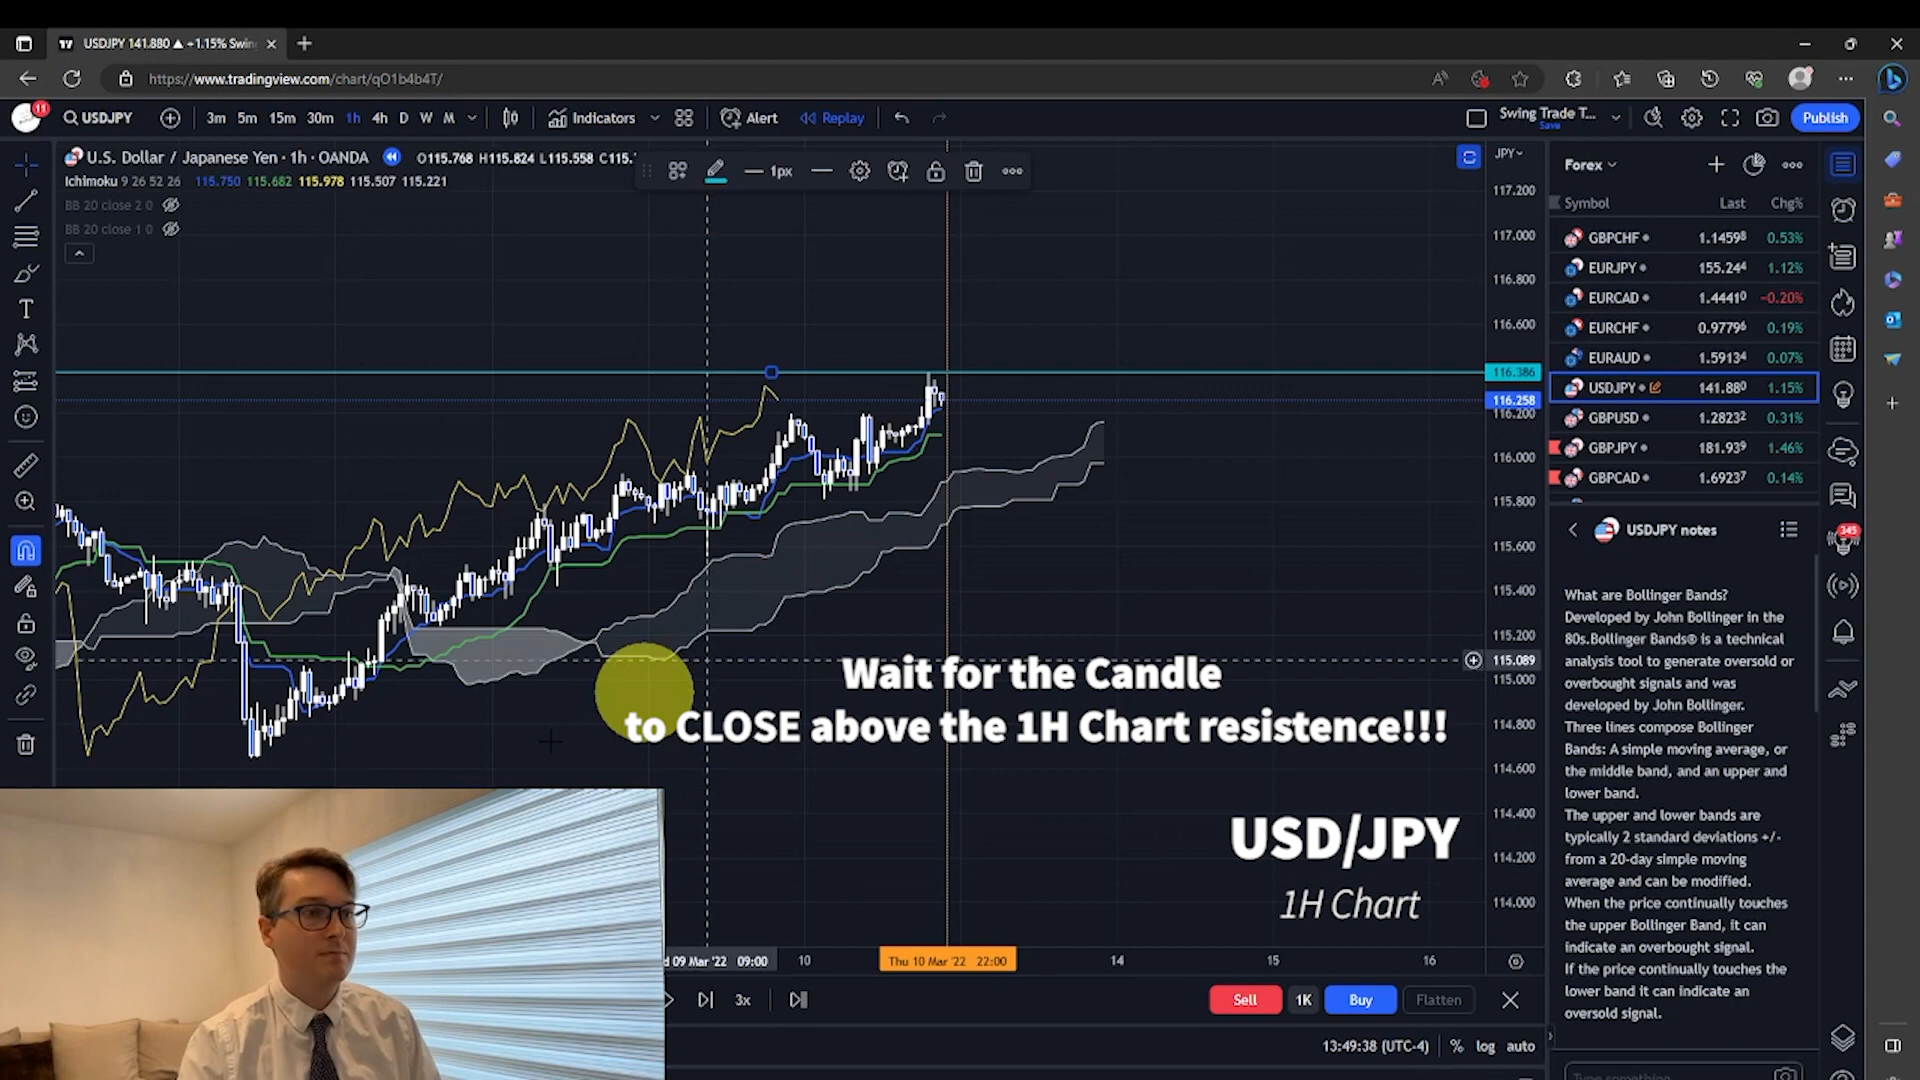 USDJPY 141.880 ▲ +1.15% Swin
https://www.tradingview.com/chart/qO1b4b4T/
11
USDJPY 3m 5m 15m 30m 1h 4h D W M Indicators Alert Replay
Swing Trade T...
Save
Publish
U.S. Dollar / Japanese Yen · 1h · OANDA O115.768 H115.824 L115.558 C115.
Ichimoku 9 26 52 26 115.750 115.682 115.978 115.507 115.221
BB 20 close 2 0
BB 20 close 1 0
1px
JPY
117.200
117.000
116.800
116.600
116.386
116.258
116.200
116.000
115.800
115.600
115.400
115.200
115.089
115.000
114.800
114.600
114.400
114.200
114.000
Wait for the Candle
to CLOSE above the 1H Chart resistence!!!
USD/JPY
1H Chart
d 09 Mar '22 09:00 10 Thu 10 Mar '22 22:00 14 15 16
3x
Sell 1K Buy Flatten
13:49:38 (UTC-4) % log auto
Forex
Symbol Last Chg%
GBPCHF 1.14598 0.53%
EURJPY 155.244 1.12%
EURCAD 1.44410 −0.20%
EURCHF 0.97796 0.19%
EURAUD 1.59134 0.07%
USDJPY 141.880 1.15%
GBPUSD 1.28232 0.31%
GBPJPY 181.939 1.46%
GBPCAD 1.69237 0.14%
USDJPY notes
345
What are Bollinger Bands?
Developed by John Bollinger in the
80s.Bollinger Bands® is a technical
analysis tool to generate oversold or
overbought signals and was
developed by John Bollinger.
Three lines compose Bollinger
Bands: A simple moving average, or
the middle band, and an upper and
lower band.
The upper and lower bands are
typically 2 standard deviations +/-
from a 20-day simple moving
average and can be modified.
When the price continually touches
the upper Bollinger Band, it can
indicate an overbought signal.
If the price continually touches the
lower band it can indicate an
oversold signal.